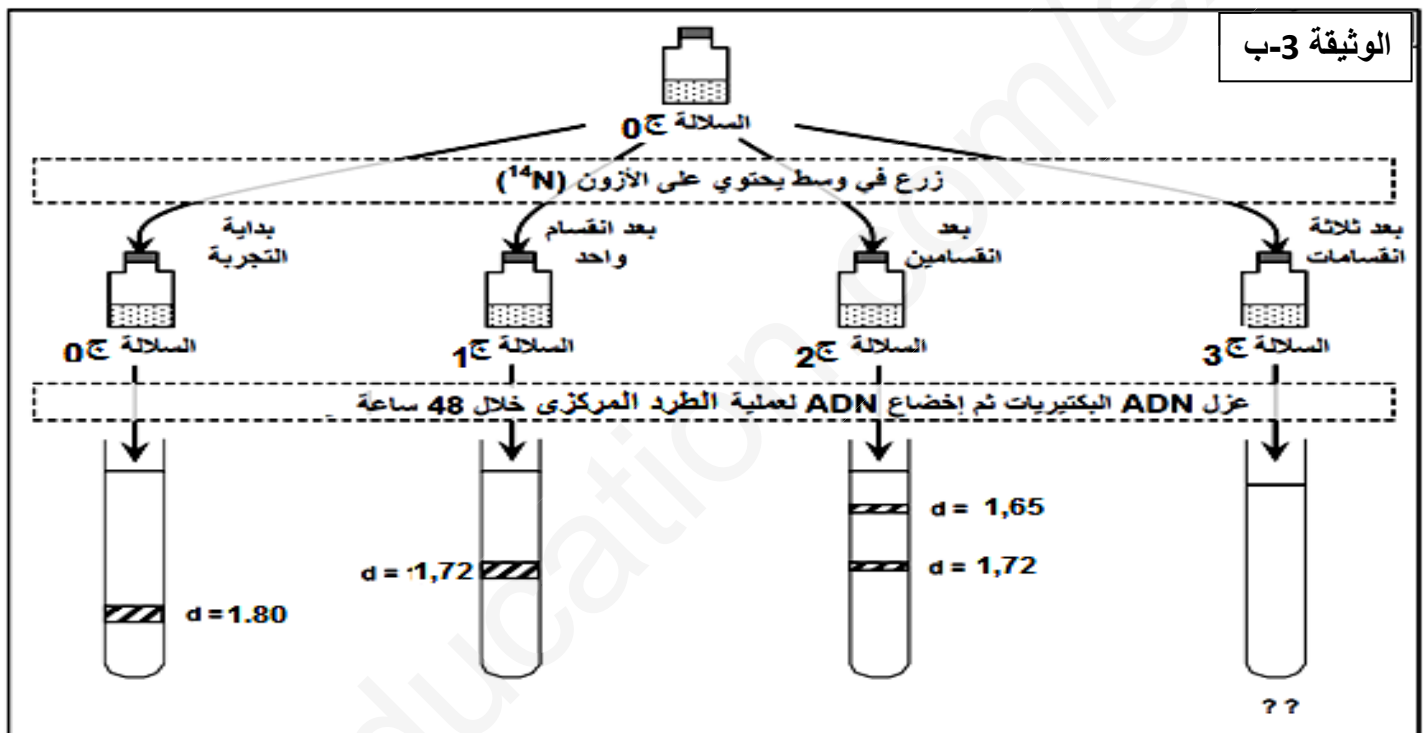 الوثيقة 3-ب
السلالة ج0
زرع في وسط يحتوي على الأزون (¹⁴N)
بداية
التجربة
بعد انقسام
واحد
بعد
انقسامين
بعد ثلاثة
انقسامات
السلالة ج0
السلالة ج1
السلالة ج2
السلالة ج3
عزل ADN البكتيريات ثم إخضاع ADN لعملية الطرد المركزي خلال 48 ساعة
d = 1.80
d = 1,72
d = 1,65
d = 1,72
? ?